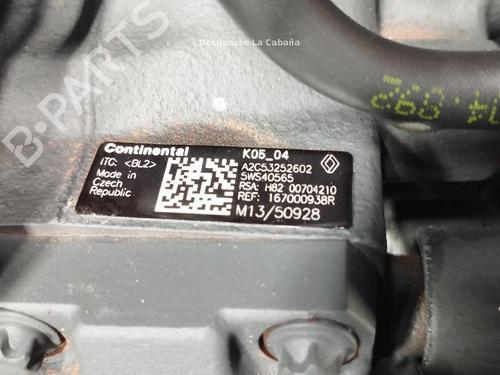 Desguace La Cabaña
B-PARTS
Continental K05_04
ITC: <BL2> A2C53252602
Made in Czech Republic
5WS40565
RSA: H82 00704210
REF: 167000938R
M13/50928